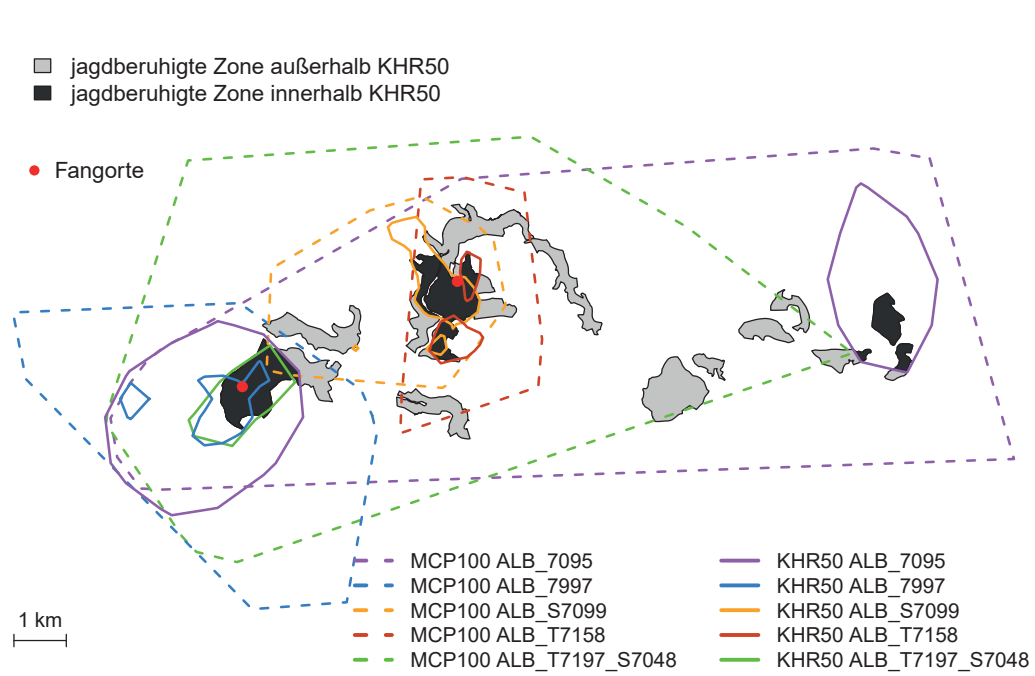 jagdberuhigte Zone außerhalb KHR50
jagdberuhigte Zone innerhalb KHR50
Fangorte
MCP100 ALB_7095
MCP100 ALB_7997
MCP100 ALB_S7099
MCP100 ALB_T7158
MCP100 ALB_T7197_S7048
KHR50 ALB_7095
KHR50 ALB_7997
KHR50 ALB_S7099
KHR50 ALB_T7158
KHR50 ALB_T7197_S7048
1 km